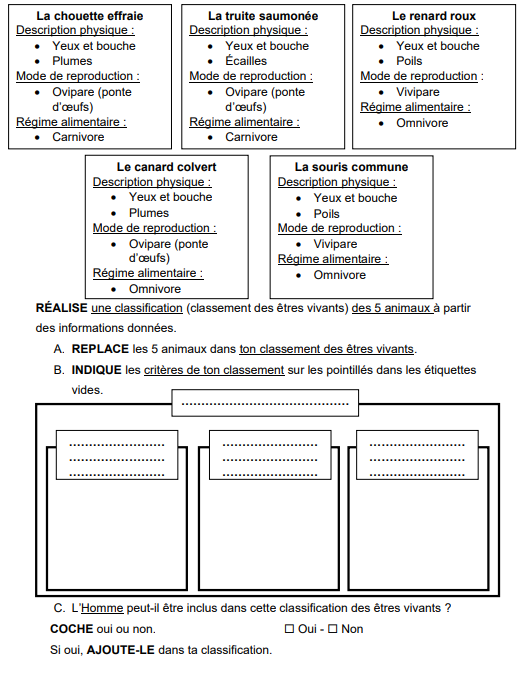 La chouette effraie
Description physique :
• Yeux et bouche
• Plumes
Mode de reproduction :
• Ovipare (ponte
d’œufs)
Régime alimentaire :
• Carnivore
La truite saumonée
Description physique :
• Yeux et bouche
• Écailles
Mode de reproduction :
• Ovipare (ponte
d’œufs)
Régime alimentaire :
• Carnivore
Le renard roux
Description physique :
• Yeux et bouche
• Poils
Mode de reproduction :
• Vivipare
Régime alimentaire :
• Omnivore
Le canard colvert
Description physique :
• Yeux et bouche
• Plumes
Mode de reproduction :
• Ovipare (ponte
d’œufs)
Régime alimentaire :
• Omnivore
La souris commune
Description physique :
• Yeux et bouche
• Poils
Mode de reproduction :
• Vivipare
Régime alimentaire :
• Omnivore
RÉALISE une classification (classement des êtres vivants) des 5 animaux à partir
des informations données.
A. REPLACE les 5 animaux dans ton classement des êtres vivants.
B. INDIQUE les critères de ton classement sur les pointillés dans les étiquettes
vides.
C. L’Homme peut-il être inclus dans cette classification des êtres vivants ?
COCHE oui ou non. ☐ Oui - ☐ Non
Si oui, AJOUTE-LE dans ta classification.